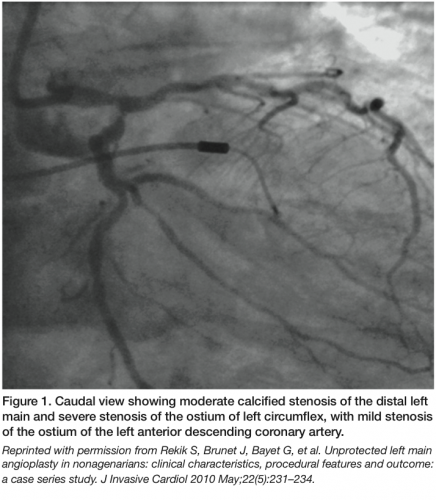 Figure 1. Caudal view showing moderate calcified stenosis of the distal left
main and severe stenosis of the ostium of left circumflex, with mild stenosis
of the ostium of the left anterior descending coronary artery.
Reprinted with permission from Rekik S, Brunet J, Bayet G, et al. Unprotected left main
angioplasty in nonagenarians: clinical characteristics, procedural features and outcome:
a case series study. J Invasive Cardiol 2010 May;22(5):231–234.